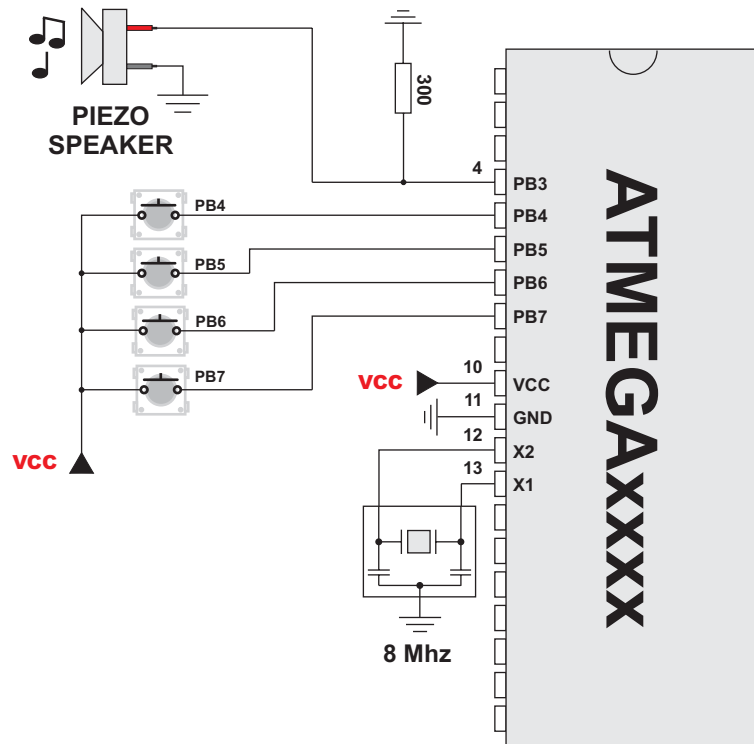 PIEZO
SPEAKER
300
4
PB3
PB4
PB4
PB5
PB5
PB6
PB6
PB7
PB7
VCC
10
VCC
11
GND
12
X2
13
X1
vcc
8 Mhz
ATMEGAxxxx